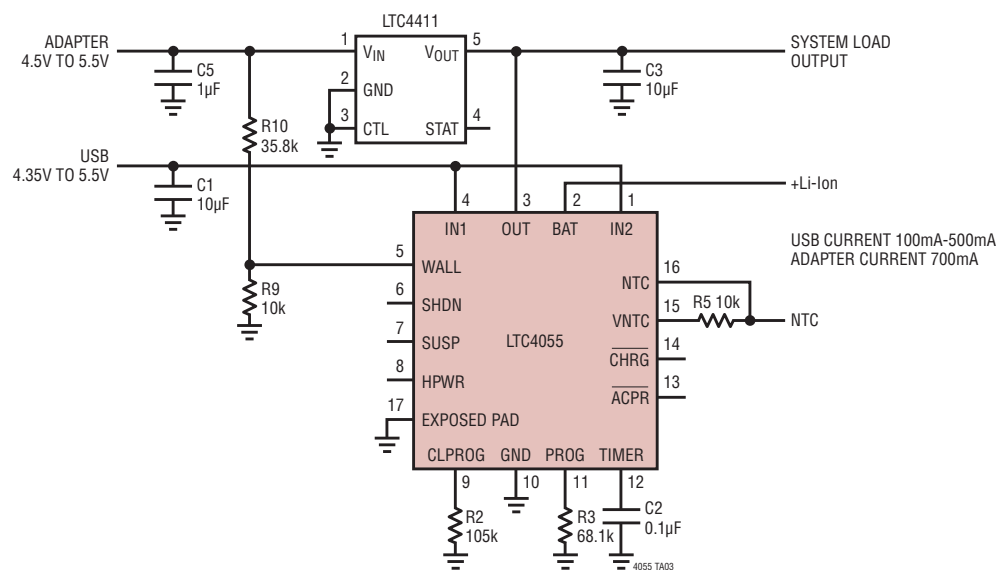 LTC4411
ADAPTER
4.5V TO 5.5V
1
VIN
VOUT
5
SYSTEM LOAD
OUTPUT
C5
1µF
2
GND
C3
10µF
3
CTL
STAT
4
R10
35.8k
USB
4.35V TO 5.5V
C1
10µF
+Li-Ion
4
3
2
1
IN1
OUT
BAT
IN2
USB CURRENT 100mA-500mA
ADAPTER CURRENT 700mA
5
WALL
NTC
16
R9
10k
6
SHDN
VNTC
15
R5 10k
NTC
7
SUSP
LTC4055
CHRG
14
8
HPWR
ACPR
13
17
EXPOSED PAD
CLPROG
GND
PROG
TIMER
9
10
11
12
R2
105k
R3
68.1k
C2
0.1µF
4055 TA03